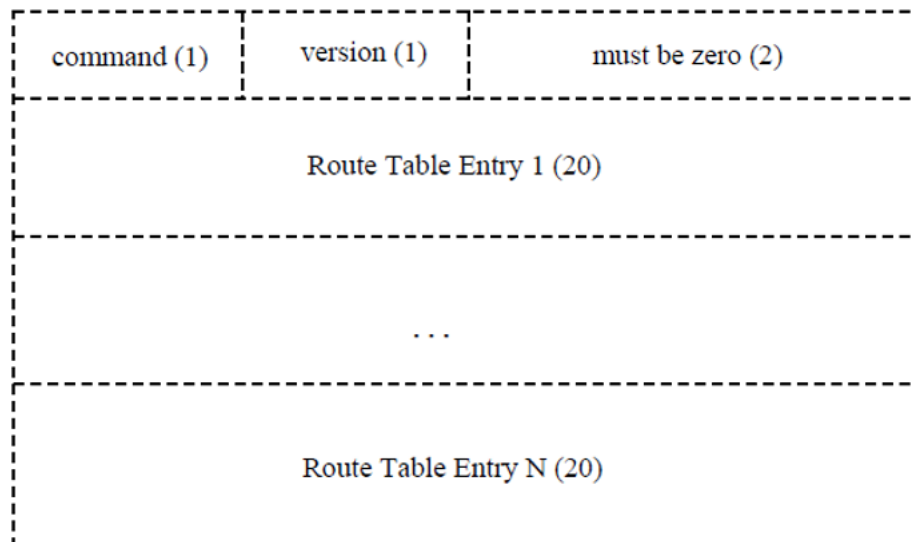 command (1) version (1) must be zero (2)
Route Table Entry 1 (20)
...
Route Table Entry N (20)